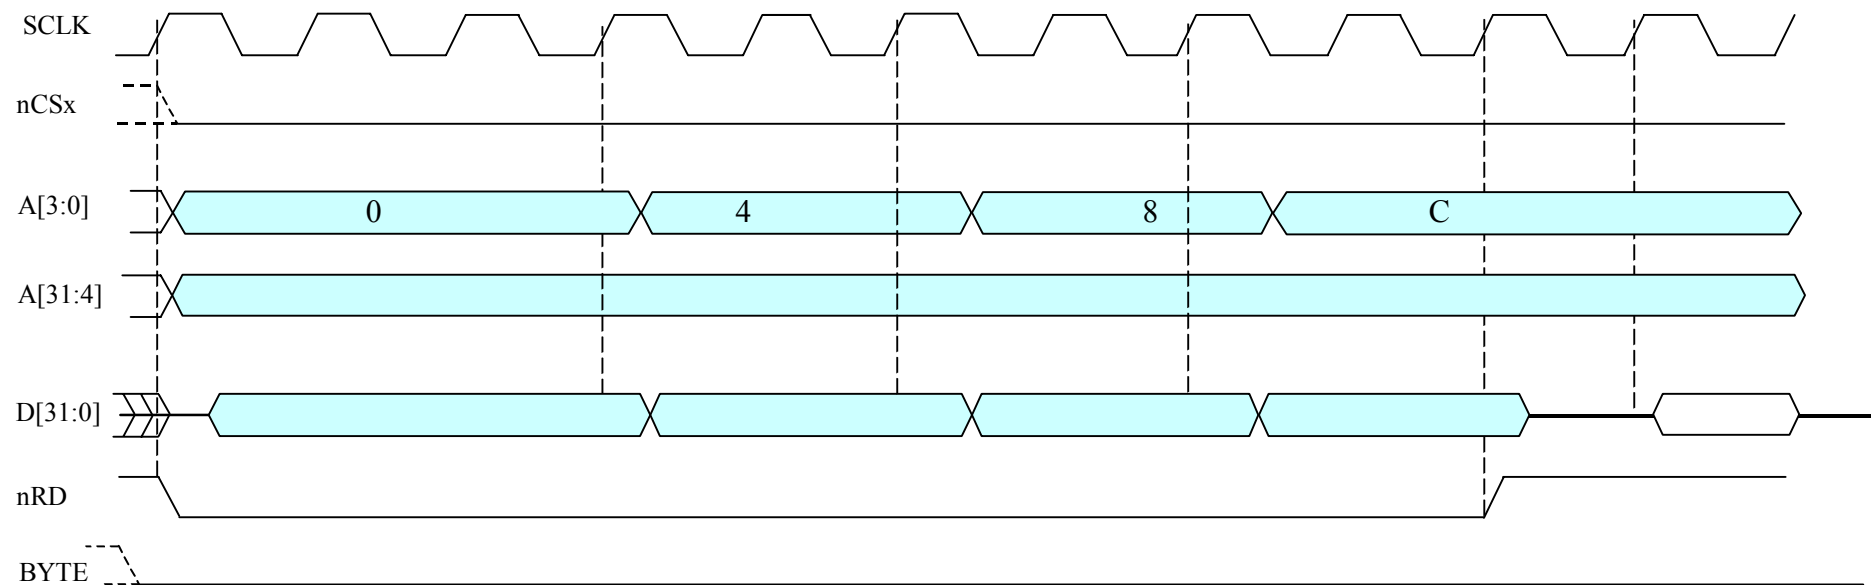 SCLK
nCSx
A[3:0] 0 4 8 C
A[31:4]
D[31:0]
nRD
BYTE